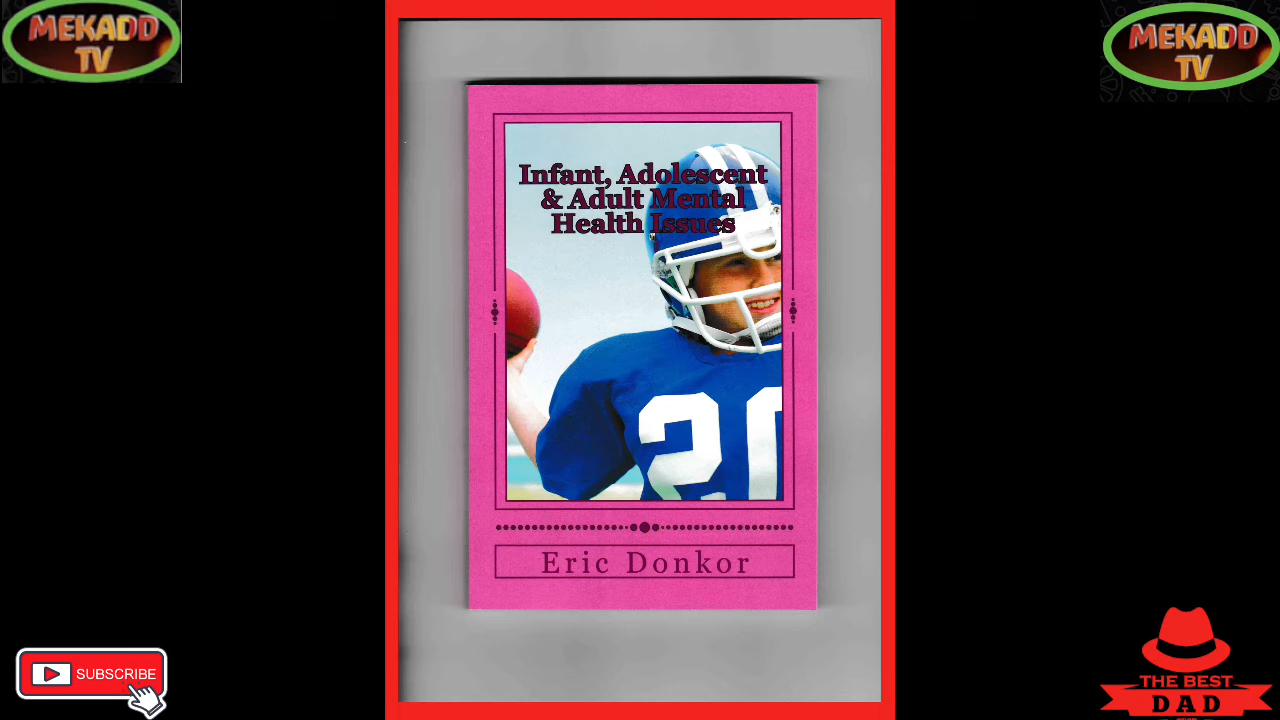 MEKADD
TV
MEKADD
TV
Infant, Adolescent
& Adult Mental
Health Issues
20
Eric Donkor
SUBSCRIBE
THE BEST
DAD